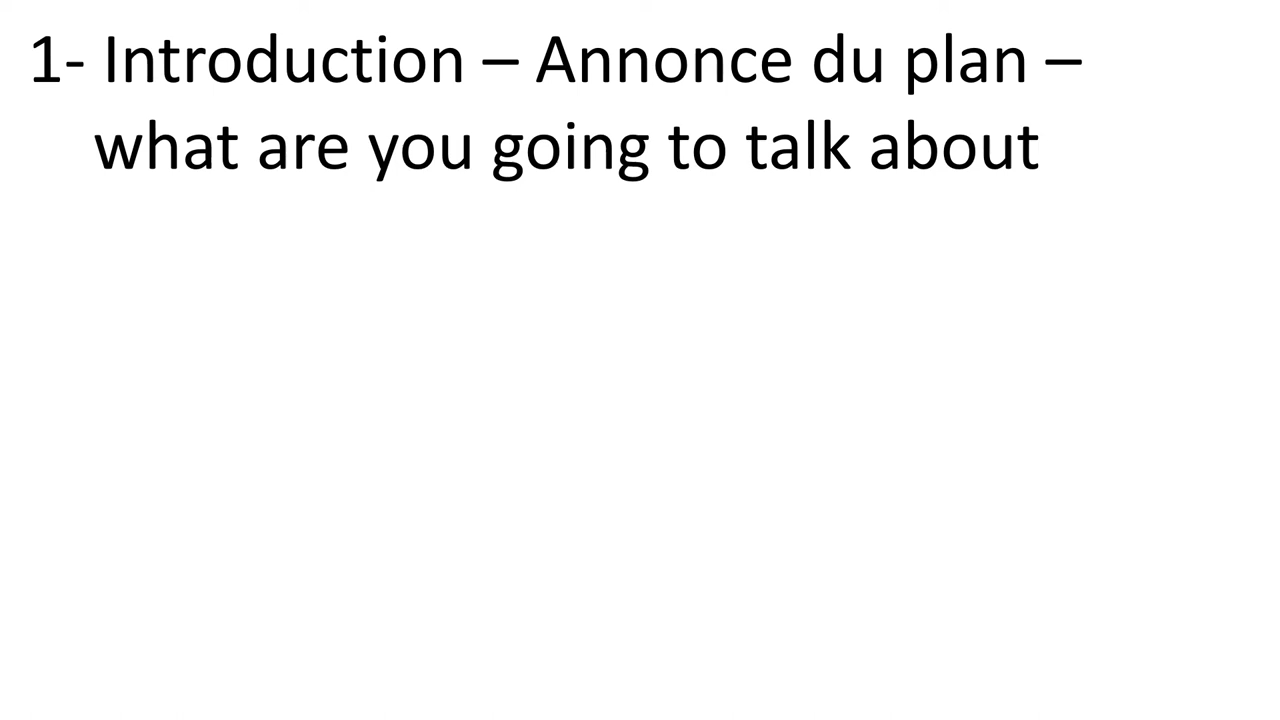 1- Introduction – Annonce du plan –
what are you going to talk about